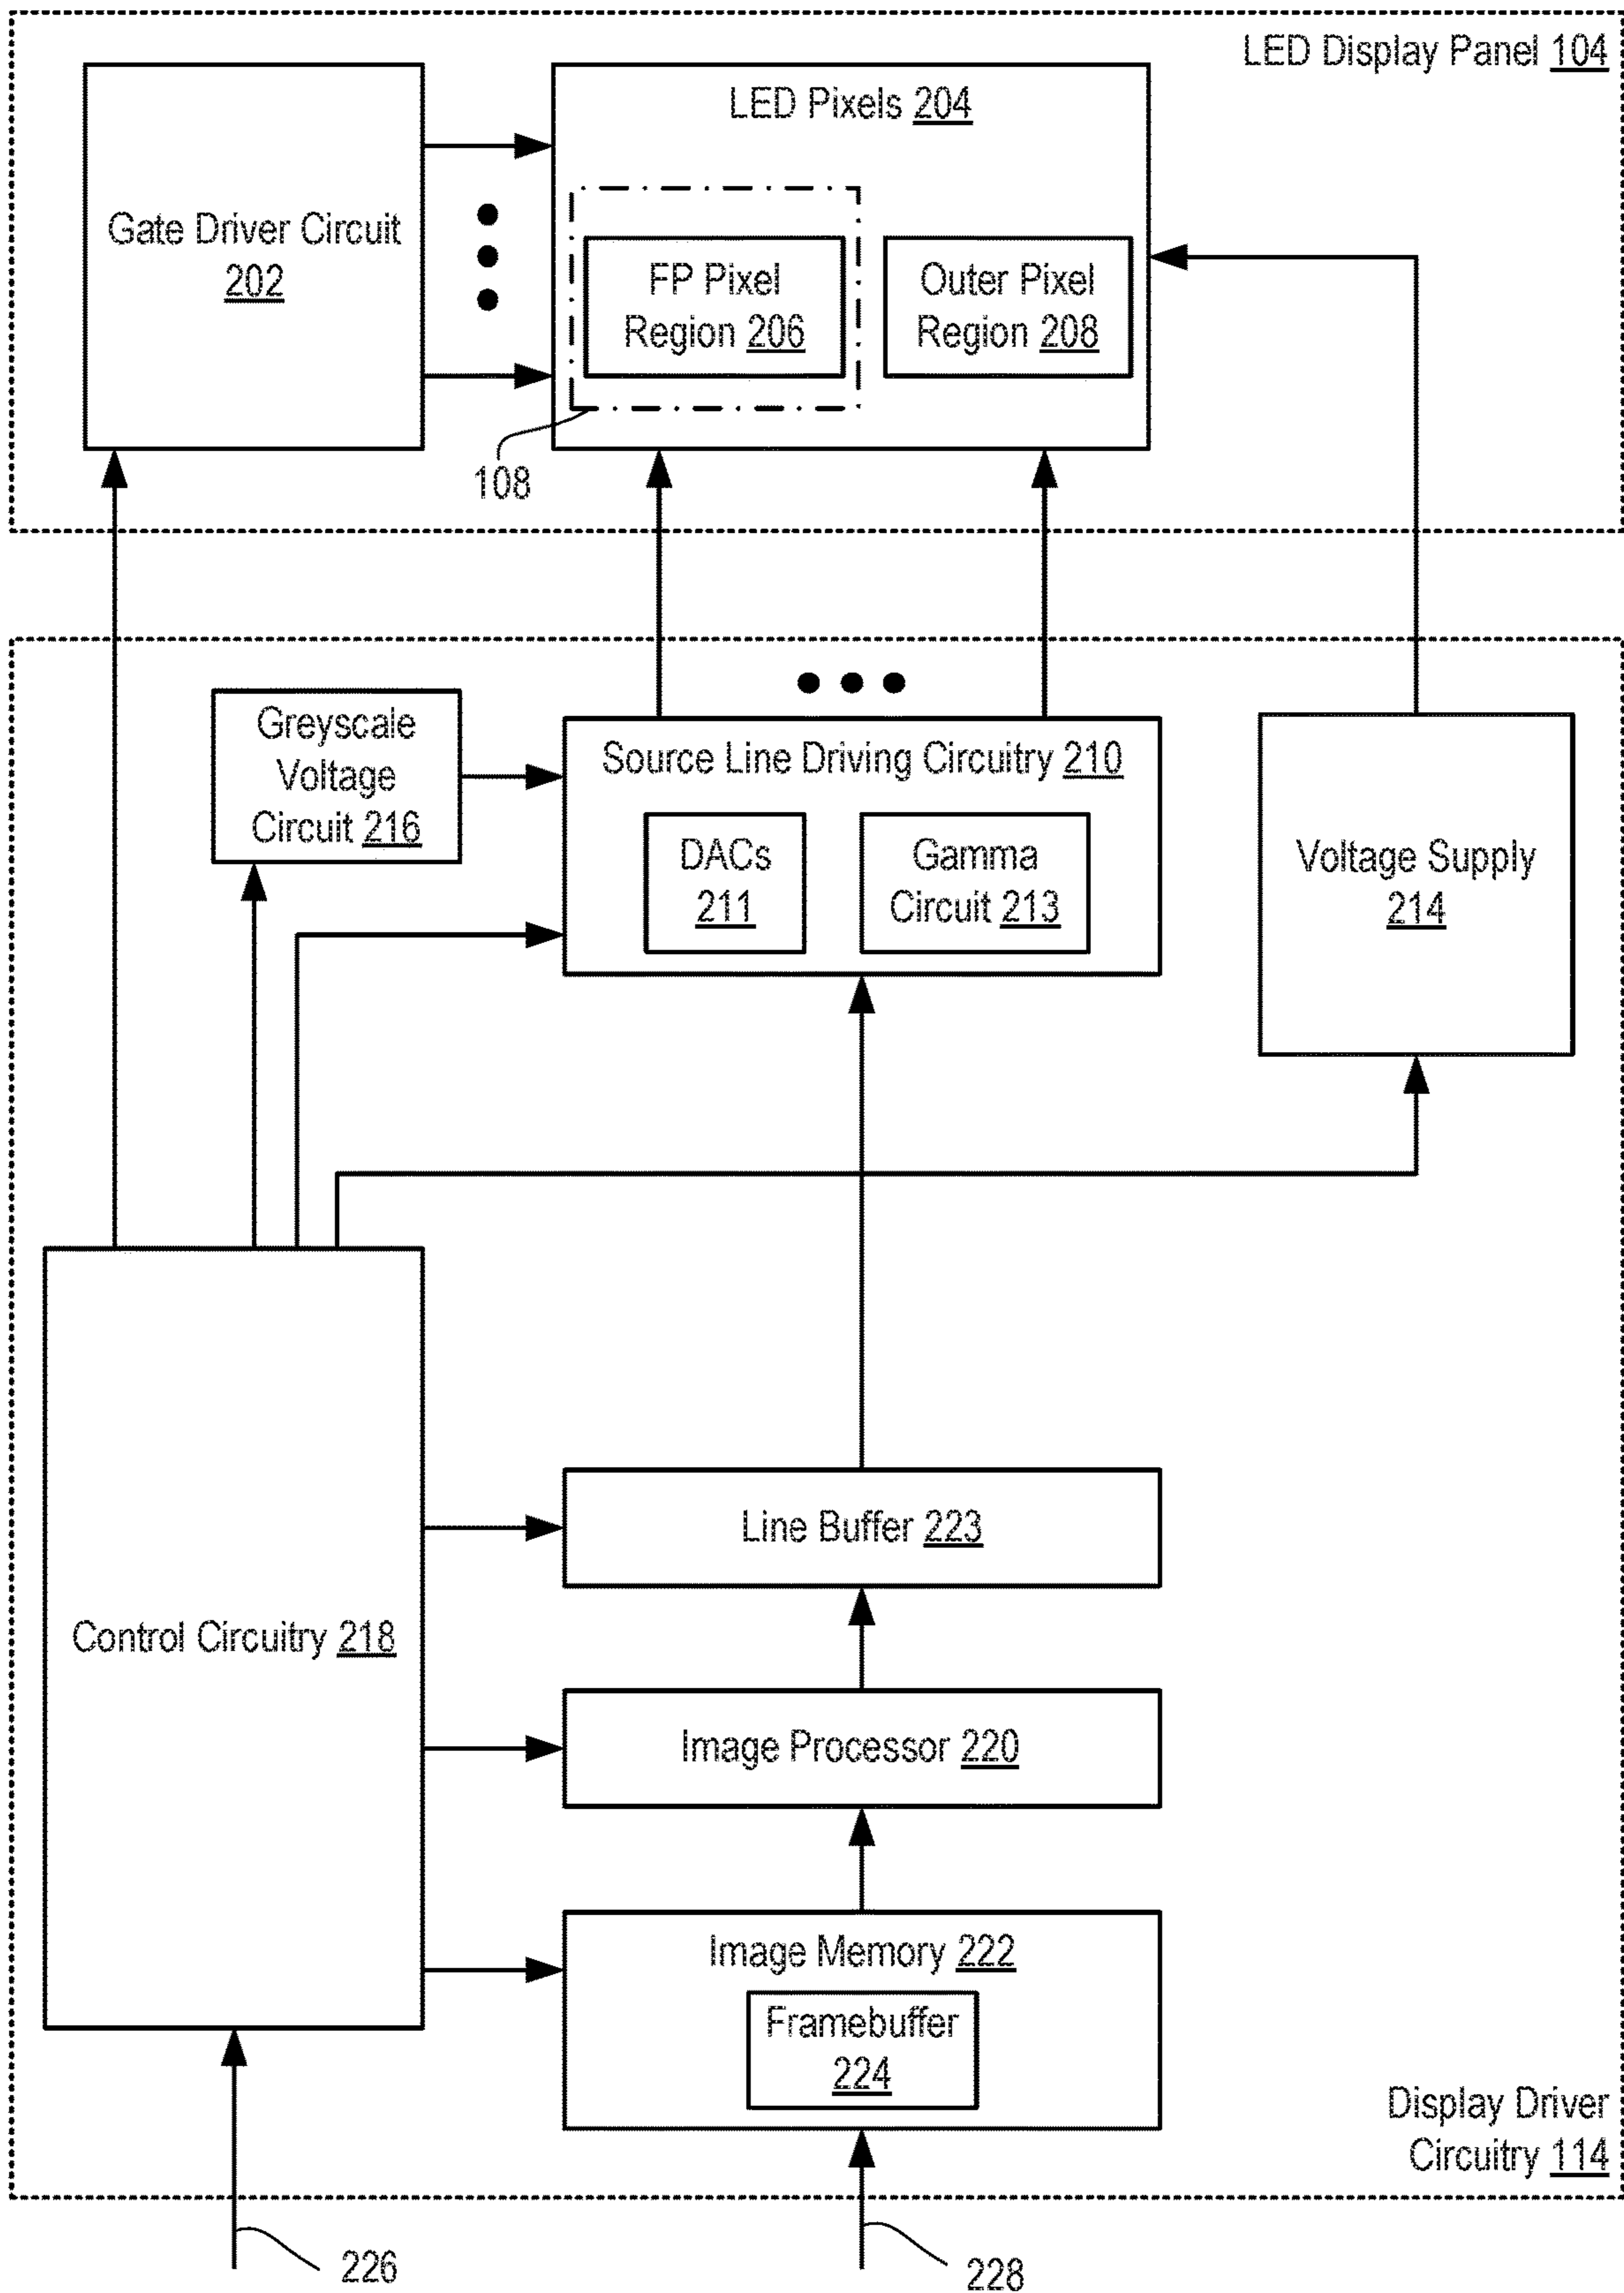 LED Display Panel 104
LED Pixels 204
Gate Driver Circuit
202
FP Pixel
Region 206
Outer Pixel
Region 208
108
Greyscale
Voltage
Circuit 216
Source Line Driving Circuitry 210
DACs
211
Gamma
Circuit 213
Voltage Supply
214
Line Buffer 223
Control Circuitry 218
Image Processor 220
Image Memory 222
Framebuffer
224
Display Driver
Circuitry 114
226
228